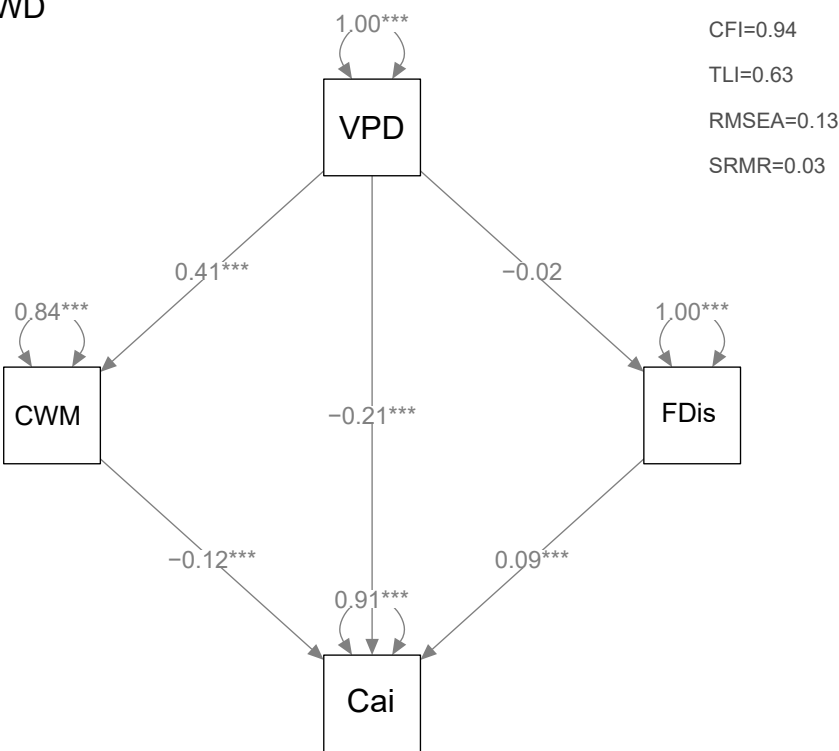 WD
1.00***
CFI=0.94
TLI=0.63
RMSEA=0.13
SRMR=0.03
VPD
0.41***
−0.02
0.84***
1.00***
CWM
−0.21***
FDis
−0.12***
0.09***
0.91***
Cai